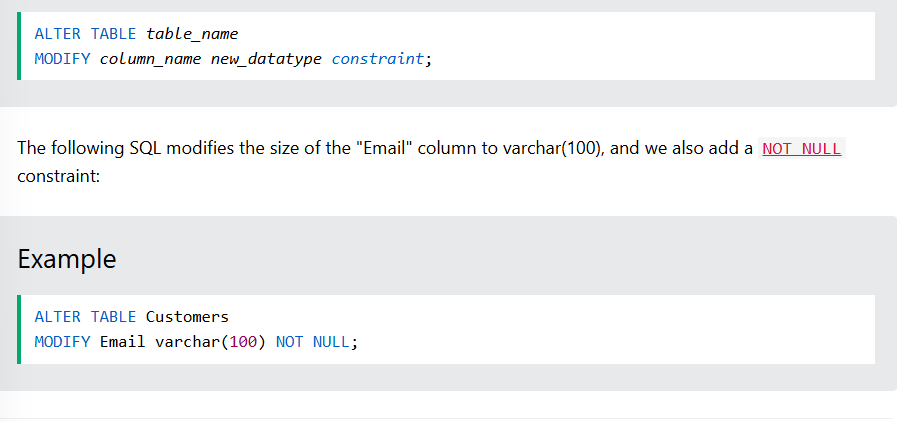 ALTER TABLE table_name
MODIFY column_name new_datatype constraint;
The following SQL modifies the size of the "Email" column to varchar(100), and we also add a NOT NULL
constraint:
Example
ALTER TABLE Customers
MODIFY Email varchar(100) NOT NULL;